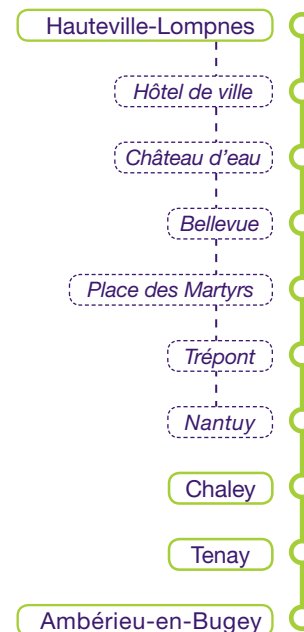 Hauteville-Lompnes
Hôtel de ville
Château d'eau
Bellevue
Place des Martyrs
Trépont
Nantuy
Chaley
Tenay
Ambérieu-en-Bugey